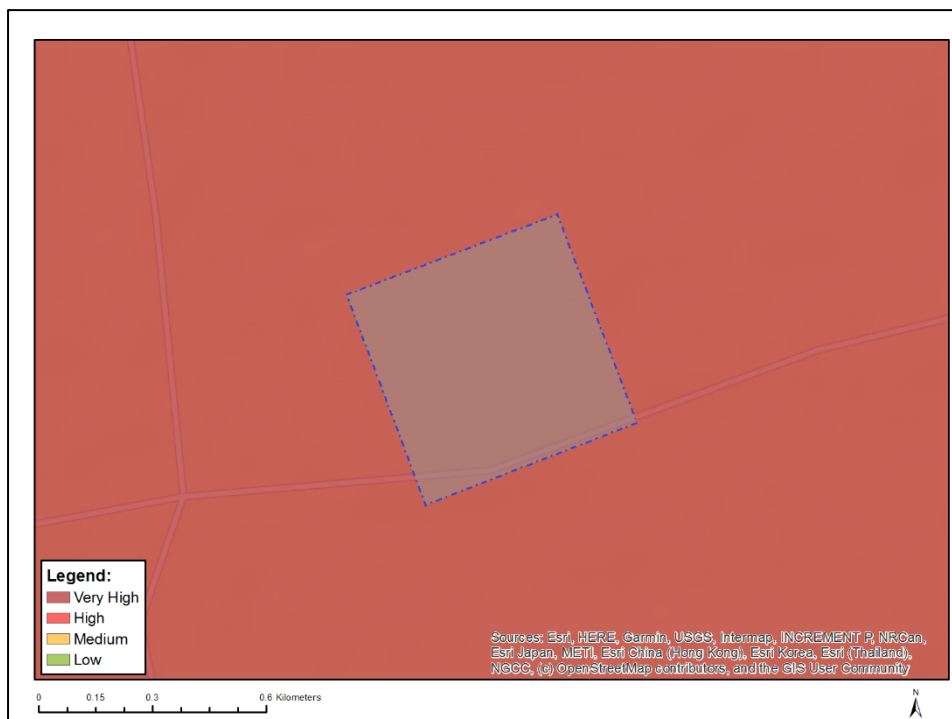 Legend:
Very High
High
Medium
Low
Sources: Esri, HERE, Garmin, USGS, Intermap, INCREMENT P, NRCan,
Esri Japan, METI, Esri China (Hong Kong), Esri Korea, Esri (Thailand),
NGCC, (c) OpenStreetMap contributors, and the GIS User Community
0 0.15 0.3 0.6 Kilometers
N